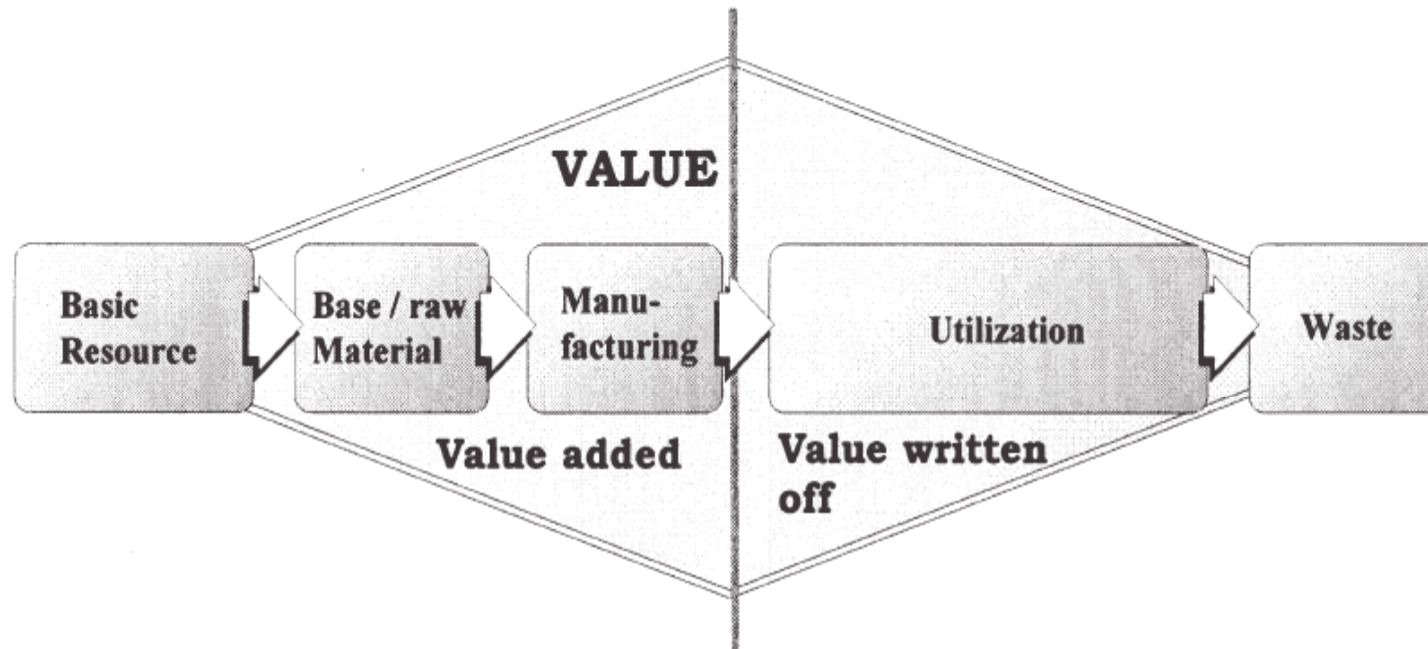 VALUE
Basic
Resource
Base / raw
Material
Manu-
facturing
Utilization
Waste
Value added
Value written
off